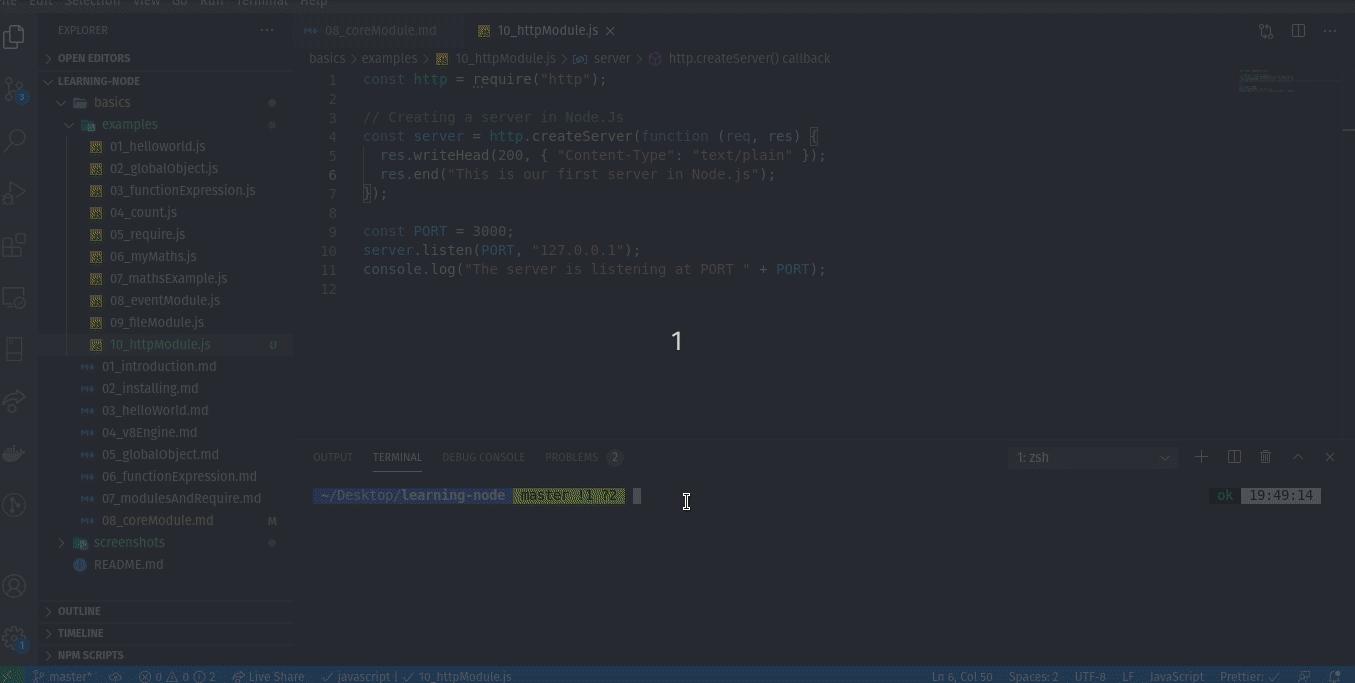 File Edit Selection View Go Run Terminal Help
EXPLORER
08_coreModule.md
10_httpModule.js
OPEN EDITORS
basics > examples > 10_httpModule.js > server > http.createServer() callback
LEARNING-NODE
basics
examples
01_helloworld.js
02_globalObject.js
03_functionExpression.js
04_count.js
05_require.js
06_myMaths.js
07_mathsExample.js
08_eventModule.js
09_fileModule.js
10_httpModule.js U
01_introduction.md
02_installing.md
03_helloWorld.md
04_v8Engine.md
05_globalObject.md
06_functionExpression.md
07_modulesAndRequire.md
08_coreModule.md M
screenshots
README.md
OUTLINE
TIMELINE
NPM SCRIPTS
3
1
1 const http = require("http");
2
3 // Creating a server in Node.Js
4 const server = http.createServer(function (req, res) {
5 res.writeHead(200, { "Content-Type": "text/plain" });
6 res.end("This is our first server in Node.js");
7 });
8
9 const PORT = 3000;
10 server.listen(PORT, "127.0.0.1");
11 console.log("The server is listening at PORT " + PORT);
12
1
OUTPUT TERMINAL DEBUG CONSOLE PROBLEMS 2
1: zsh
~/Desktop/learning-node master !1 ?2
ok 19:49:14
master* 0 0 2 Live Share javascript | 10_httpModule.js
Ln 6, Col 50 Spaces: 2 UTF-8 LF JavaScript Prettier: